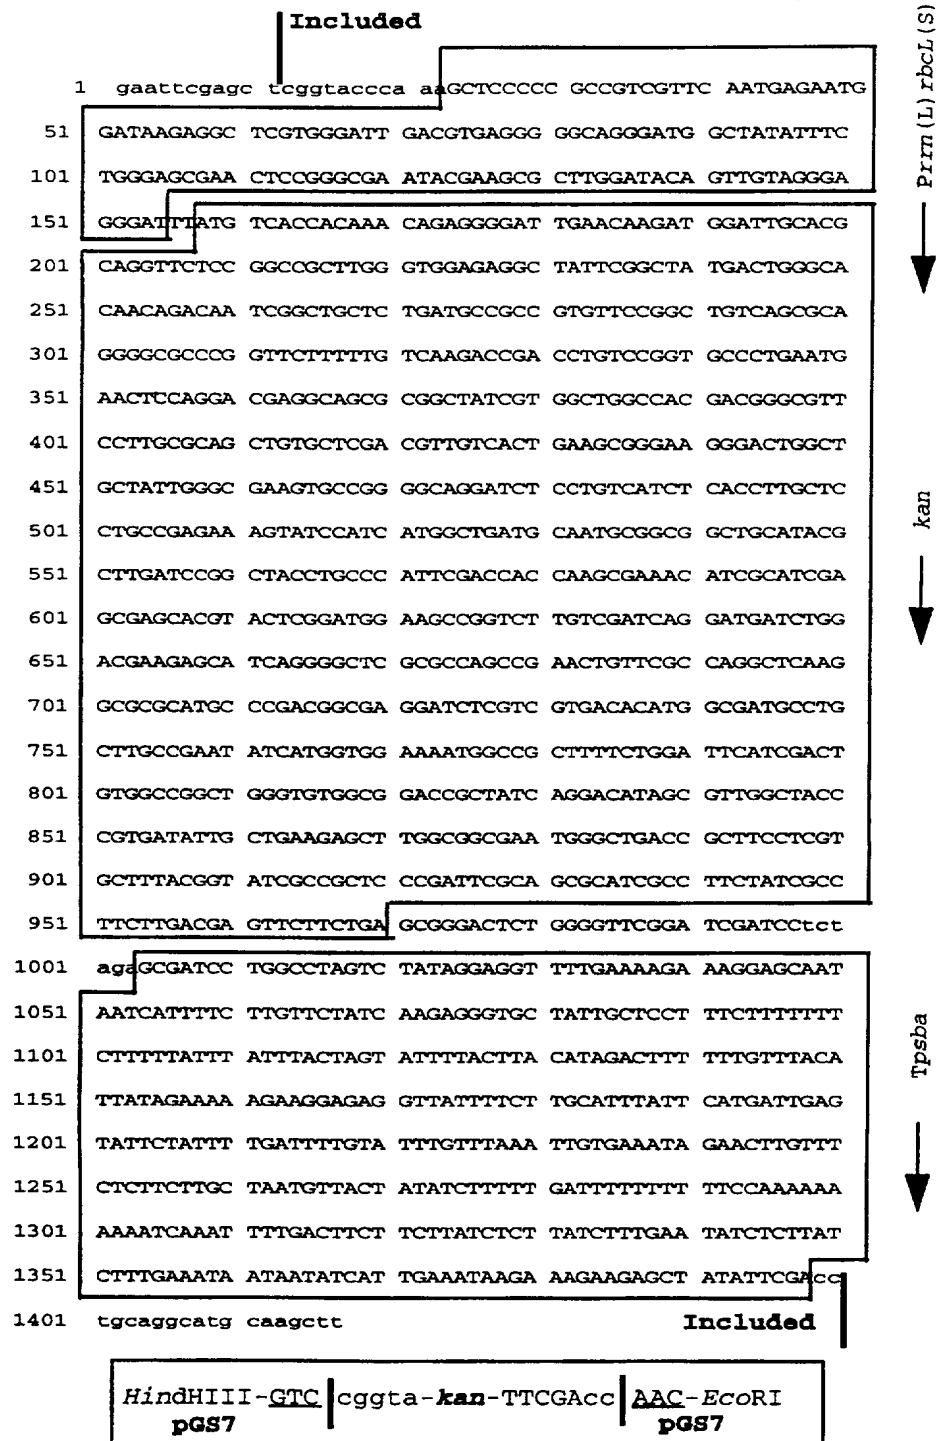 Included
1 gaattcgagc tcggtaccca aaGCTCCCCC GCCGTCGTTC AATGAGAATG
51 GATAAGAGGC TCGTGGGATT GACGTGAGGG GGCAGGGATG GCTATATTTC
101 TGGGAGCGAA CTCCGGGCGA ATACGAAGCG CTTGGATACA GTTGTAGGGA
151 GGGATTTATG TCACCACAAA CAGAGGGGATT TGAACAAGAT GGATTGCACG
201 CAGGTTCTCC GGCCGCTTGG GTGGAGAGGC TATTCGGCTA TGACTGGGCA
251 CAACAGACAA TCGGCTGCTC TGATGCCGCC GTGTTCCGGC TGTCAGCGCA
301 GGGGCGCCCG GTTCTTTTTG TCAAGACCGA CCTGTCCGGT GCCCTGAATG
351 AACTCCAGGA CGAGGCAGCG CGGCTATCGT GGCTGGCCAC GACGGGCGTT
401 CCTTGCGCAG CTGTGCTCGA CGTTGTCACT GAAGCGGGAA GGGACTGGCT
451 GCTATTGGGC GAAGTGCCGG GGCAGGATCT CCTGTCATCT CACCTTGCTC
501 CTGCCGAGAA AGTATCCATC ATGGCTGATG CAATGCGGCG GCTGCATACG
551 CTTGATCCGG CTACCTGCCC ATTCGACCAC CAAGCGAAAC ATCGCATCGA
601 GCGAGCACGT ACTCGGATGG AAGCCGGTCT TGTCGATCAG GATGATCTGG
651 ACGAAGAGCA TCAGGGGCTC GCGCCAGCCG AACTGTTCGC CAGGCTCAAG
701 GCGCGCATGC CCGACGGCGA GGATCTCGTC GTGACACATG GCGATGCCTG
751 CTTGCCGAAT ATCATGGTGG AAAATGGCCG CTTTTCTGGA TTCATCGACT
801 GTGGCCGGCT GGGTGTGGCG GACCGCTATC AGGACATAGC GTTGGCTACC
851 CGTGATATTG CTGAAGAGCT TGGCGGCGAA TGGGCTGACC GCTTCCTCGT
901 GCTTTACGGT ATCGCCGCTC CCGATTCGCA GCGCATCGCC TTCTATCGCC
951 TTCTTGACGA GTTCTTCTGA GCGGGACTCT GGGGTTCGGA TCGATCCtct
1001 agaGCGATCC TGGCCTAGTC TATAGGAGGT TTTGAAAAGA AAGGAGCAAT
1051 AATCATTTTC TTGTTCTATC AAGAGGGTGC TATTGCTCCT TTCTTTTTTT
1101 CTTTTTATTT ATTTACTAGT ATTTTACTTA CATAGACTTT TTTGTTTACA
1151 TTATAGAAAA AGAAGGAGAG GTTATTTTCT TGCATTTATT CATGATTGAG
1201 TATTCTATTT TGATTTTGTA TTTGTTTAAA TTGTGAAATA GAACTTGTTT
1251 CTCTTCTTGC TAATGTTACT ATATCTTTTT GATTTTTTTT TTCCAAAAAA
1301 AAAATCAAAT TTTGACTTCT TCTTATCTCT TATCTTTGAA TATCTCTTAT
1351 CTTTGAAATA ATAATATCAT TGAAATAAGA AAGAAGAGCT ATATTCGAcc
1401 tgcaggcatg caagctt
Included
Prrn(L)rbcL(S)
kan
Tpsba
HindHIII-GTC cggta-kan-TTCGAcc AAC-EcoRI
pGS7 pGS7